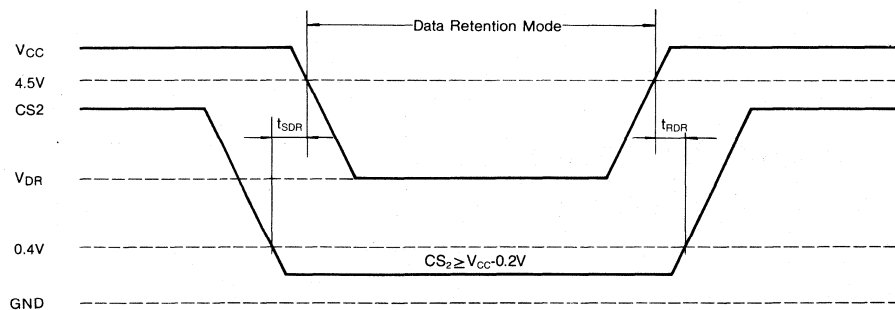 Data Retention Mode
VCC
4.5V
CS2
tSDR
tRDR
VDR
0.4V
CS2≥VCC-0.2V
GND